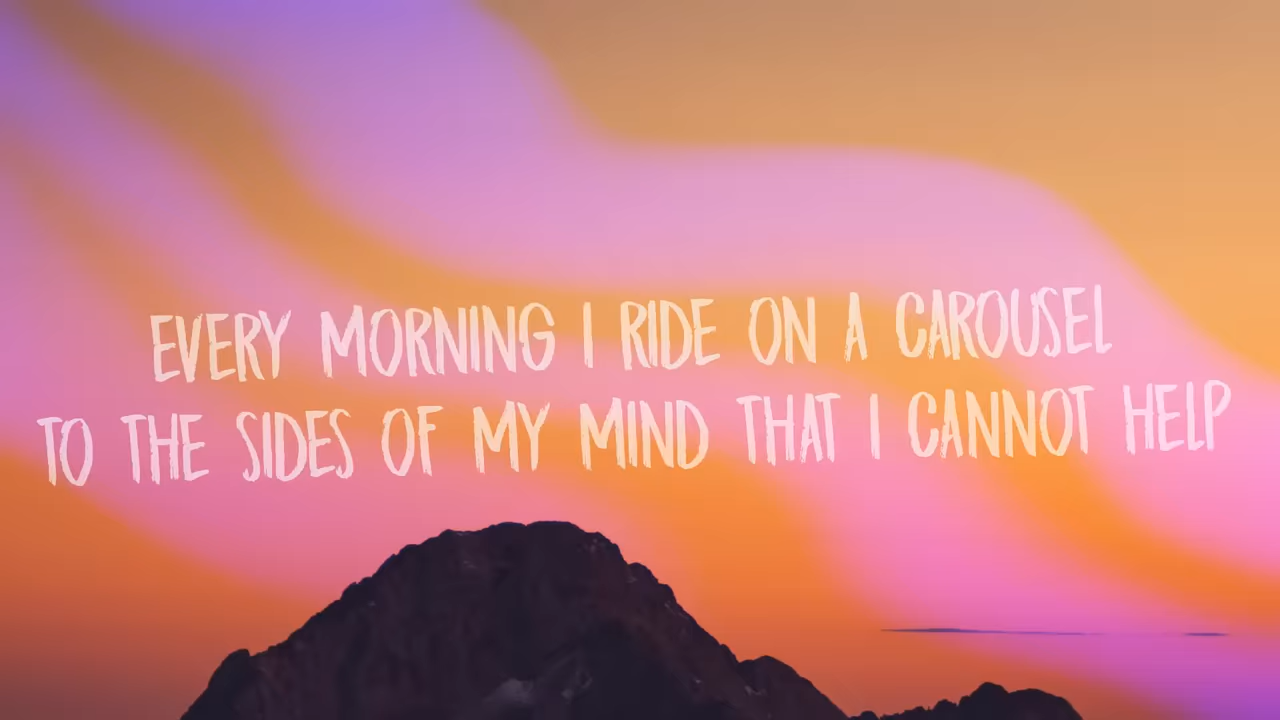 EVERY MORNING I RIDE ON A CAROUSEL
TO THE SIDES OF MY MIND THAT I CANNOT HELP